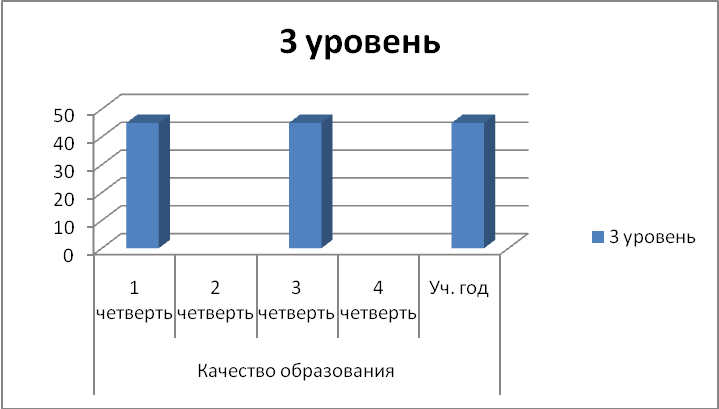 3 уровень
50
40
30
20
10
0
1 четверть
2 четверть
3 четверть
4 четверть
Уч. год
Качество образования
3 уровень